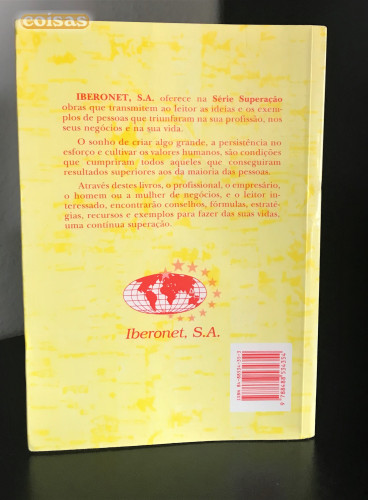 coisas
IBERONET, S.A. oferece na Série Superação
obras que transmitem ao leitor as ideias e os exem-
plos de pessoas que triunfaram na sua profissão, nos
seus negócios e na sua vida.
O sonho de criar algo grande, a persistência no
esforço e cultivar os valores humanos, são condições
que cumpriram todos aqueles que conseguiram
resultados superiores aos da maioria das pessoas.
Através destes livros, o profissional, o empresário,
o homem ou a mulher de negócios, e o leitor in-
teressado, encontrarão conselhos, fórmulas, estraté-
gias, recursos e exemplos para fazer das suas vidas,
uma contínua superação.
Iberonet, S.A.